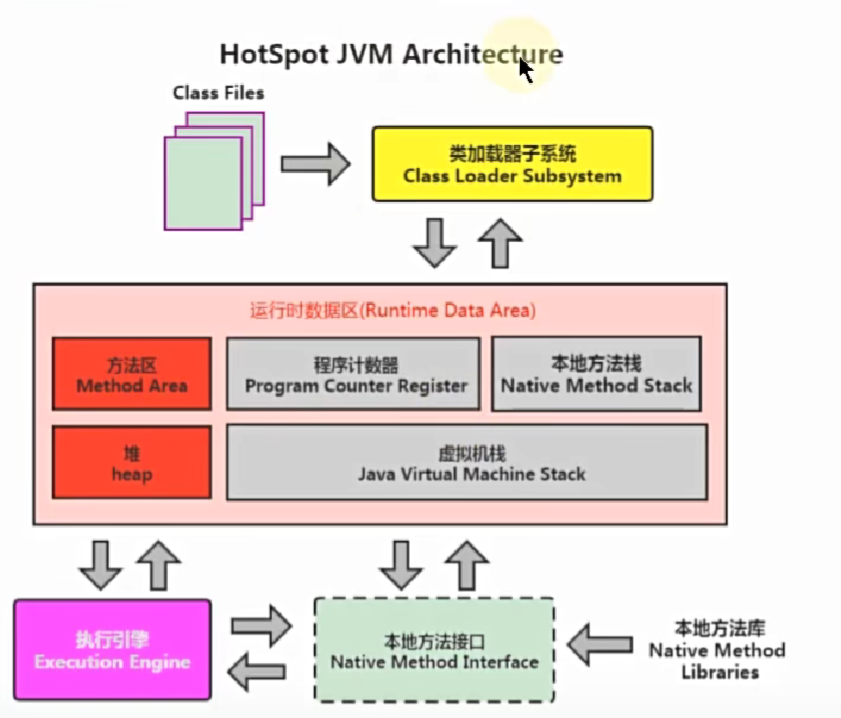 HotSpot JVM Architecture
Class Files
类加载器子系统
Class Loader Subsystem
运行时数据区(Runtime Data Area)
方法区
Method Area
程序计数器
Program Counter Register
本地方法栈
Native Method Stack
堆
heap
虚拟机栈
Java Virtual Machine Stack
执行引擎
Execution Engine
本地方法接口
Native Method Interface
本地方法库
Native Method
Libraries